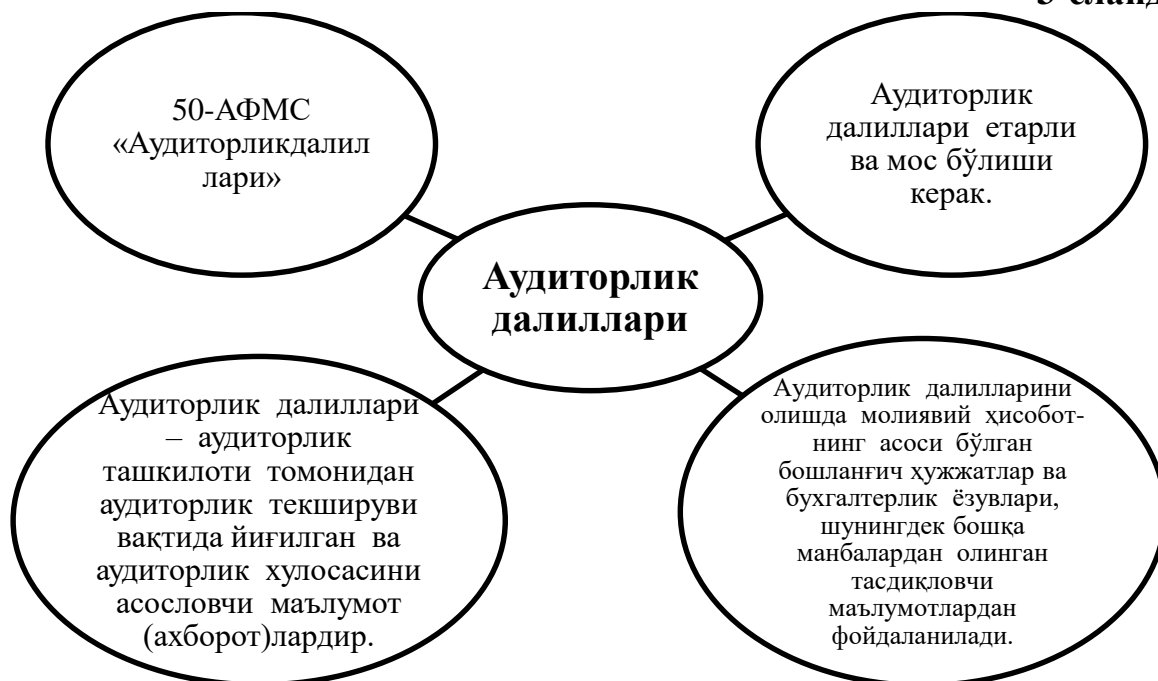 50-АФМС
«Аудиторликдалил
лари»
Аудиторлик
далиллари етарли
ва мос бўлиши
керак.
Аудиторлик
далиллари
Аудиторлик далиллари
– аудиторлик
ташкилоти томонидан
аудиторлик текшируви
вақтида йиғилган ва
аудиторлик хулосасини
асословчи маълумот
(ахборот)лардир.
Аудиторлик далилларини
олишда молиявий ҳисобот-
нинг асоси бўлган
бошланғич ҳужжатлар ва
бухгалтерлик ёзувлари,
шунингдек бошқа
манбалардан олинган
тасдиқловчи
маълумотлардан
фойдаланилади.